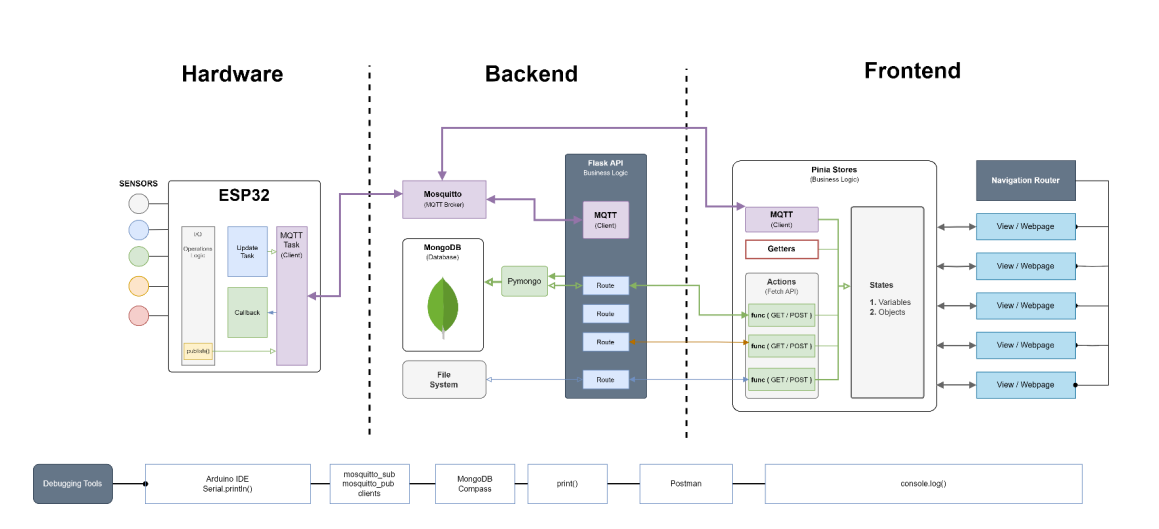 Hardware
Backend
Frontend
SENSORS
ESP32
I/O
Operations
Logic
publish()
Update
Task
Callback
MQTT
Task
(Client)
Mosquitto
(MQTT Broker)
MongoDB
(Database)
Pymongo
File
System
Flask API
Business Logic
MQTT
(Client)
Route
Route
Route
Route
Pinia Stores
(Business Logic)
MQTT
(Client)
Getters
Actions
(Fetch API)
func ( GET / POST )
func ( GET / POST )
func ( GET / POST )
States
1. Variables
2. Objects
Navigation Router
View / Webpage
View / Webpage
View / Webpage
View / Webpage
View / Webpage
Debugging Tools
Arduino IDE
Serial.println()
mosquitto_sub
mosquitto_pub
clients
MongoDB
Compass
print()
Postman
console.log()